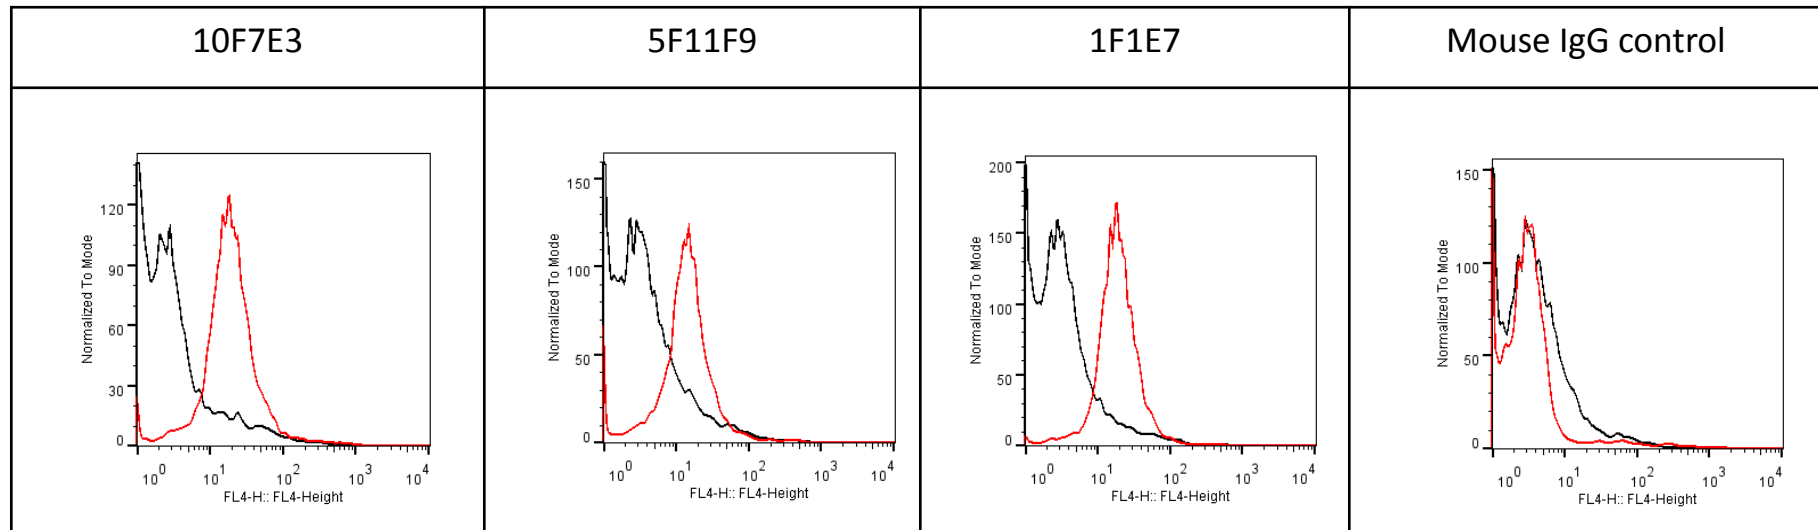 10F7E3
5F11F9
1F1E7
Mouse IgG control
Normalized To Mode
120
90
60
30
0
10^0 10^1 10^2 10^3 10^4
FL4-H:: FL4-Height
Normalized To Mode
150
100
50
0
10^0 10^1 10^2 10^3 10^4
FL4-H:: FL4-Height
Normalized To Mode
200
150
100
50
0
10^0 10^1 10^2 10^3 10^4
FL4-H:: FL4-Height
Normalized To Mode
150
100
50
0
10^0 10^1 10^2 10^3 10^4
FL4-H:: FL4-Height